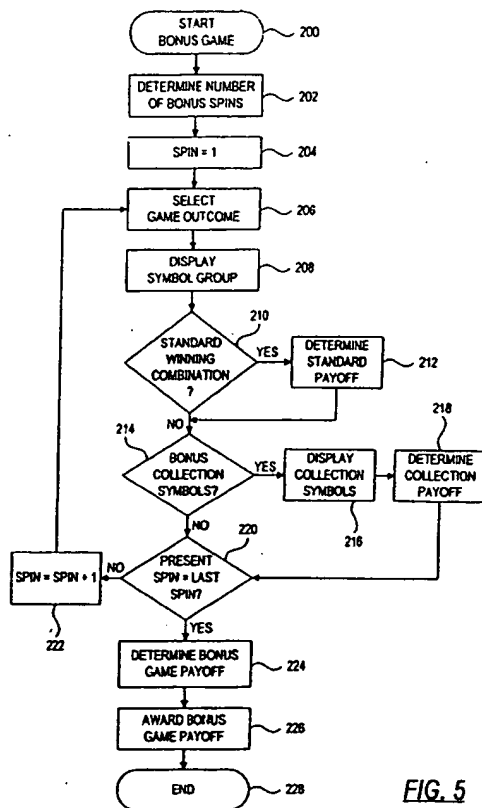 START
BONUS GAME
200
DETERMINE NUMBER
OF BONUS SPINS
202
SPIN = 1
204
SELECT
GAME OUTCOME
206
DISPLAY
SYMBOL GROUP
208
210
STANDARD
WINNING
COMBINATION
?
YES
DETERMINE
STANDARD
PAYOFF
212
NO
214
BONUS
COLLECTION
SYMBOLS?
YES
DISPLAY
COLLECTION
SYMBOLS
216
218
DETERMINE
COLLECTION
PAYOFF
NO
220
PRESENT
SPIN = LAST
SPIN?
NO
SPIN = SPIN + 1
222
YES
DETERMINE BONUS
GAME PAYOFF
224
AWARD BONUS
GAME PAYOFF
226
END
228
FIG. 5